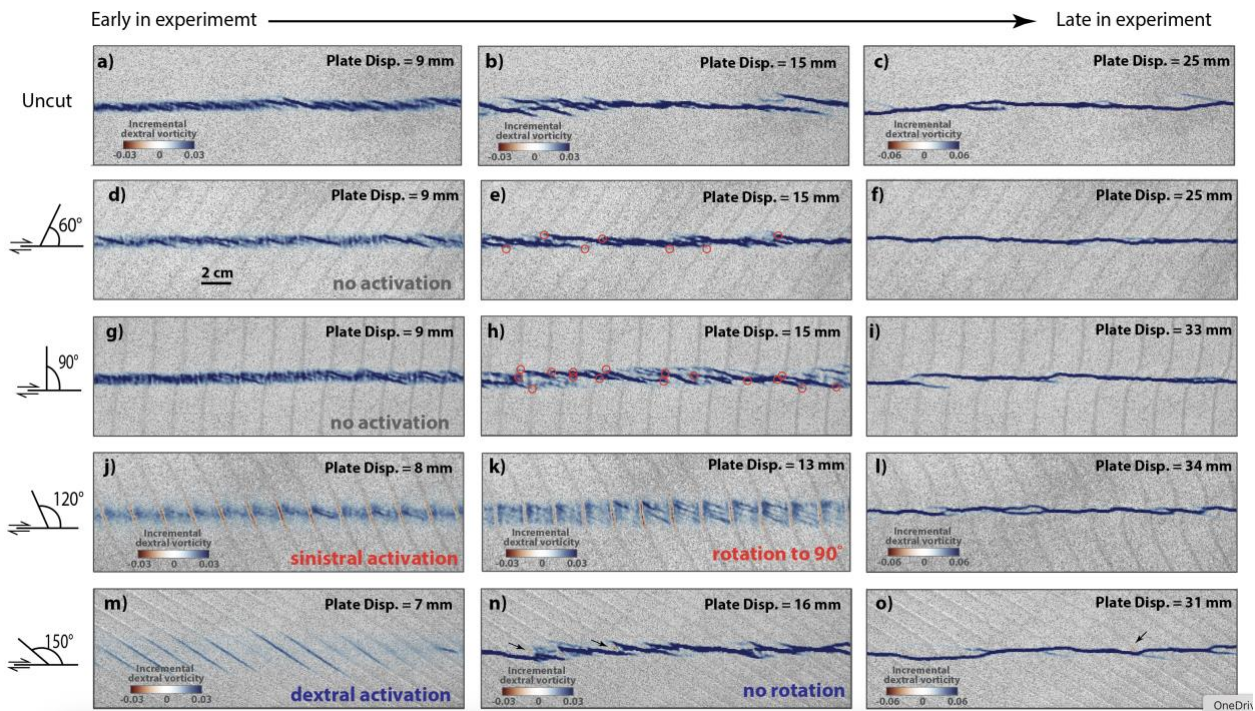 Early in experimemt
Late in experiment
Uncut
a)
Plate Disp. = 9 mm
Incremental
dextral vorticity
-0.03 0 0.03
b)
Plate Disp. = 15 mm
Incremental
dextral vorticity
-0.03 0 0.03
c)
Plate Disp. = 25 mm
Incremental
dextral vorticity
-0.06 0 0.06
60°
d)
Plate Disp. = 9 mm
2 cm
no activation
e)
Plate Disp. = 15 mm
f)
Plate Disp. = 25 mm
90°
g)
Plate Disp. = 9 mm
no activation
h)
Plate Disp. = 15 mm
i)
Plate Disp. = 33 mm
120°
j)
Plate Disp. = 8 mm
Incremental
dextral vorticity
-0.03 0 0.03
sinistral activation
k)
Plate Disp. = 13 mm
Incremental
dextral vorticity
-0.03 0 0.03
rotation to 90°
l)
Plate Disp. = 34 mm
Incremental
dextral vorticity
-0.06 0 0.06
150°
m)
Plate Disp. = 7 mm
Incremental
dextral vorticity
-0.03 0 0.03
dextral activation
n)
Plate Disp. = 16 mm
Incremental
dextral vorticity
-0.03 0 0.03
no rotation
o)
Plate Disp. = 31 mm
Incremental
dextral vorticity
-0.06 0 0.06
OneDriv